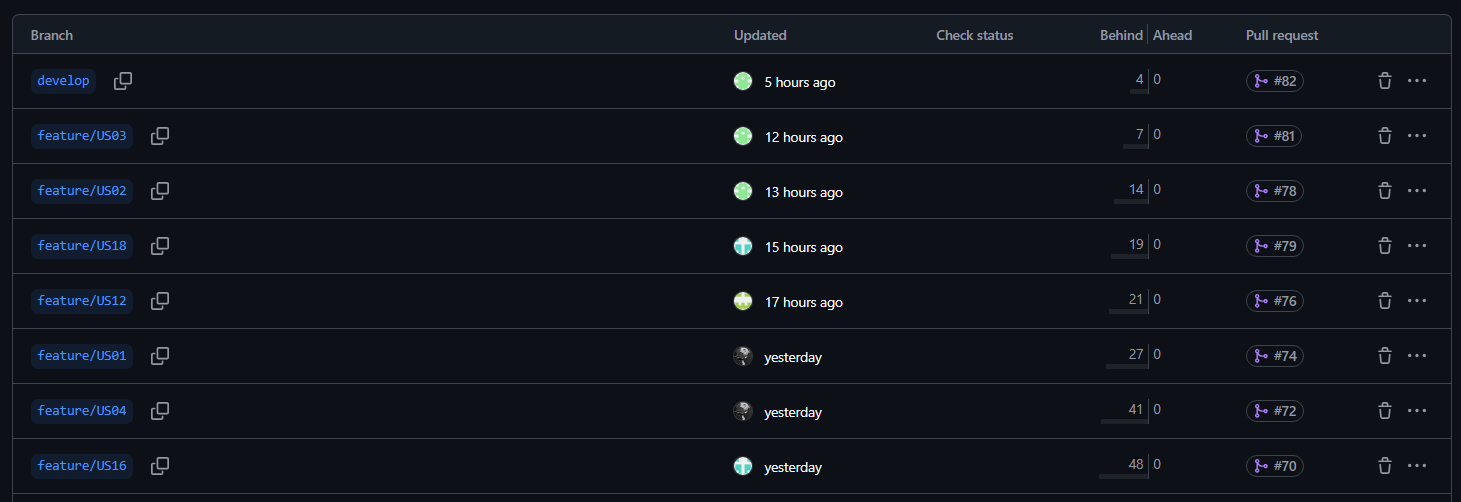 Branch Updated Check status Behind Ahead Pull request
develop 5 hours ago 4 0 #82
feature/US03 12 hours ago 7 0 #81
feature/US02 13 hours ago 14 0 #78
feature/US18 15 hours ago 19 0 #79
feature/US12 17 hours ago 21 0 #76
feature/US01 yesterday 27 0 #74
feature/US04 yesterday 41 0 #72
feature/US16 yesterday 48 0 #70